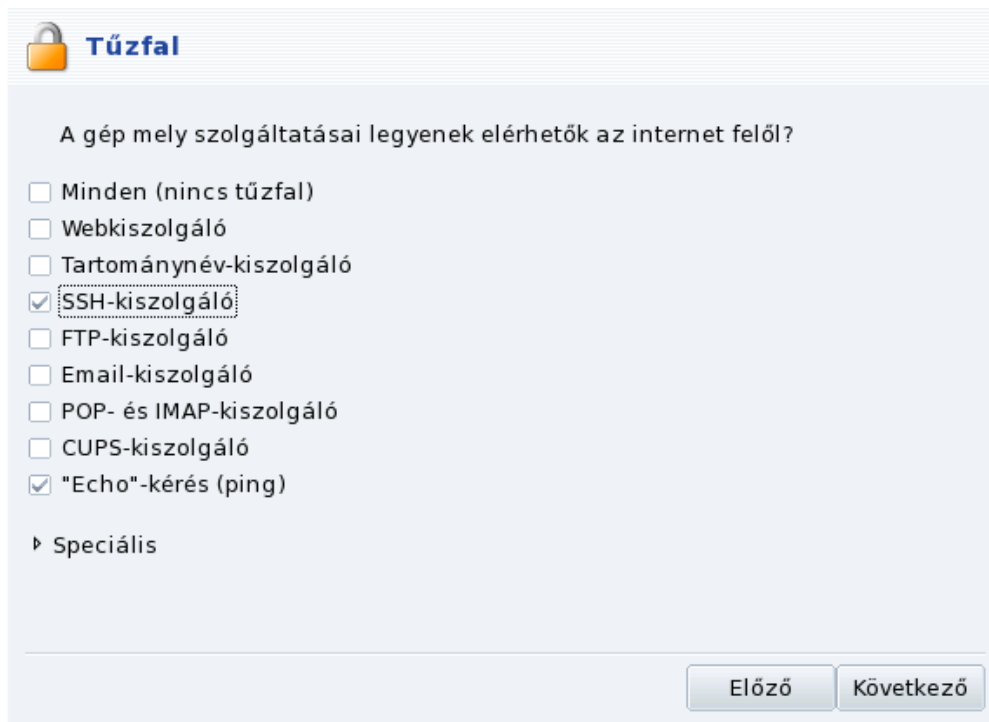 Tűzfal
A gép mely szolgáltatásai legyenek elérhetők az internet felől?
Minden (nincs tűzfal)
Webkiszolgáló
Tartománynév-kiszolgáló
SSH-kiszolgáló
FTP-kiszolgáló
Email-kiszolgáló
POP- és IMAP-kiszolgáló
CUPS-kiszolgáló
"Echo"-kérés (ping)
Speciális
Előző
Következő